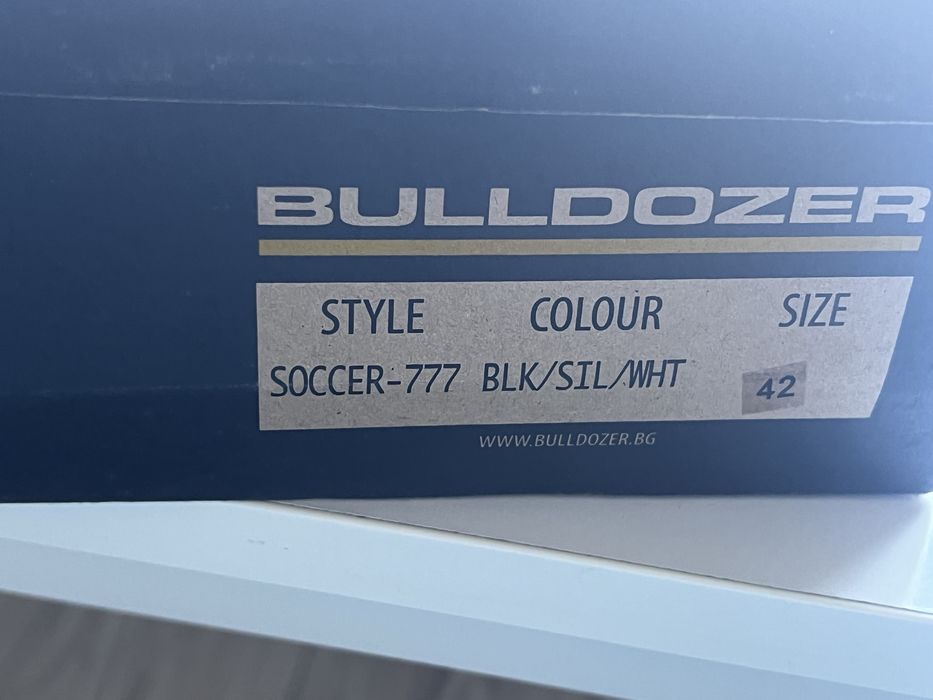 BULLDOZER
STYLE COLOUR SIZE
SOCCER-777 BLK/SIL/WHT 42
WWW.BULLDOZER.BG